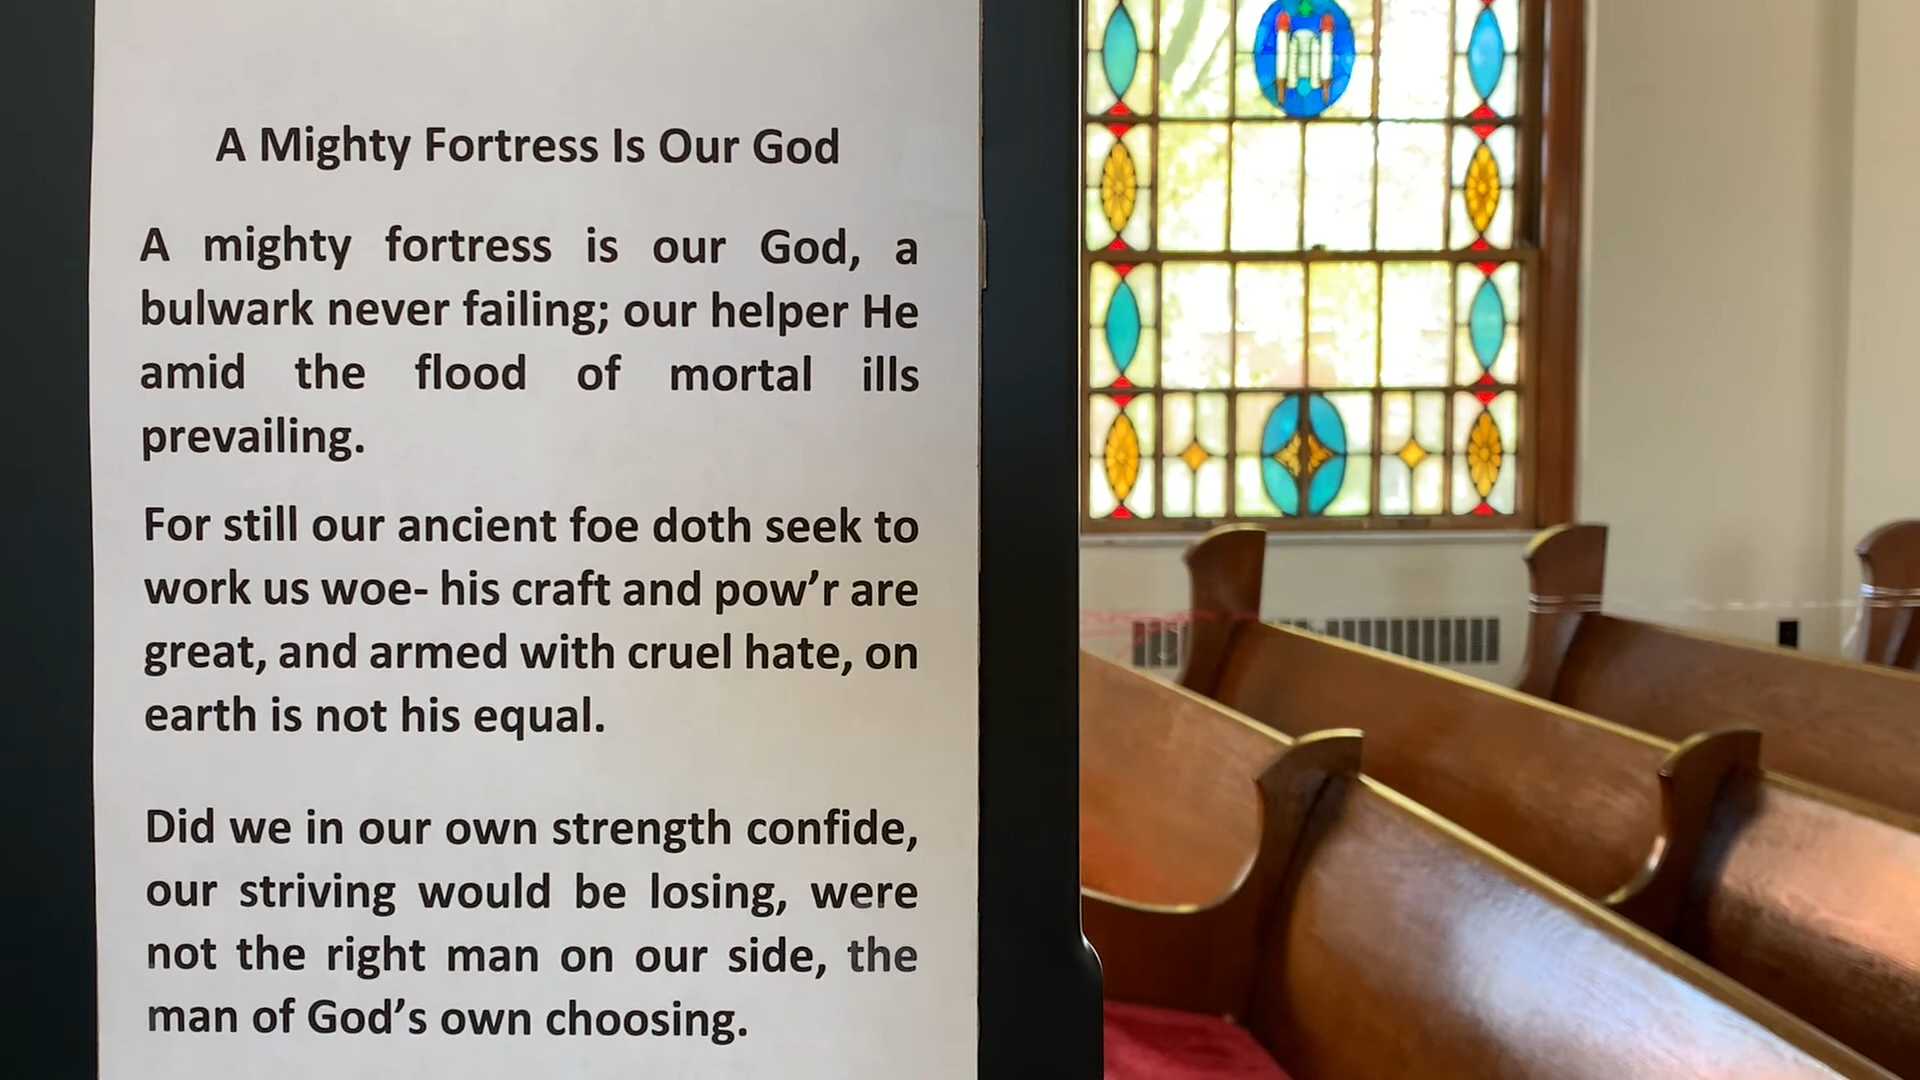 A Mighty Fortress Is Our God
A mighty fortress is our God, a
bulwark never failing; our helper He
amid the flood of mortal ills
prevailing.
For still our ancient foe doth seek to
work us woe- his craft and pow’r are
great, and armed with cruel hate, on
earth is not his equal.
Did we in our own strength confide,
our striving would be losing, were
not the right man on our side, the
man of God’s own choosing.